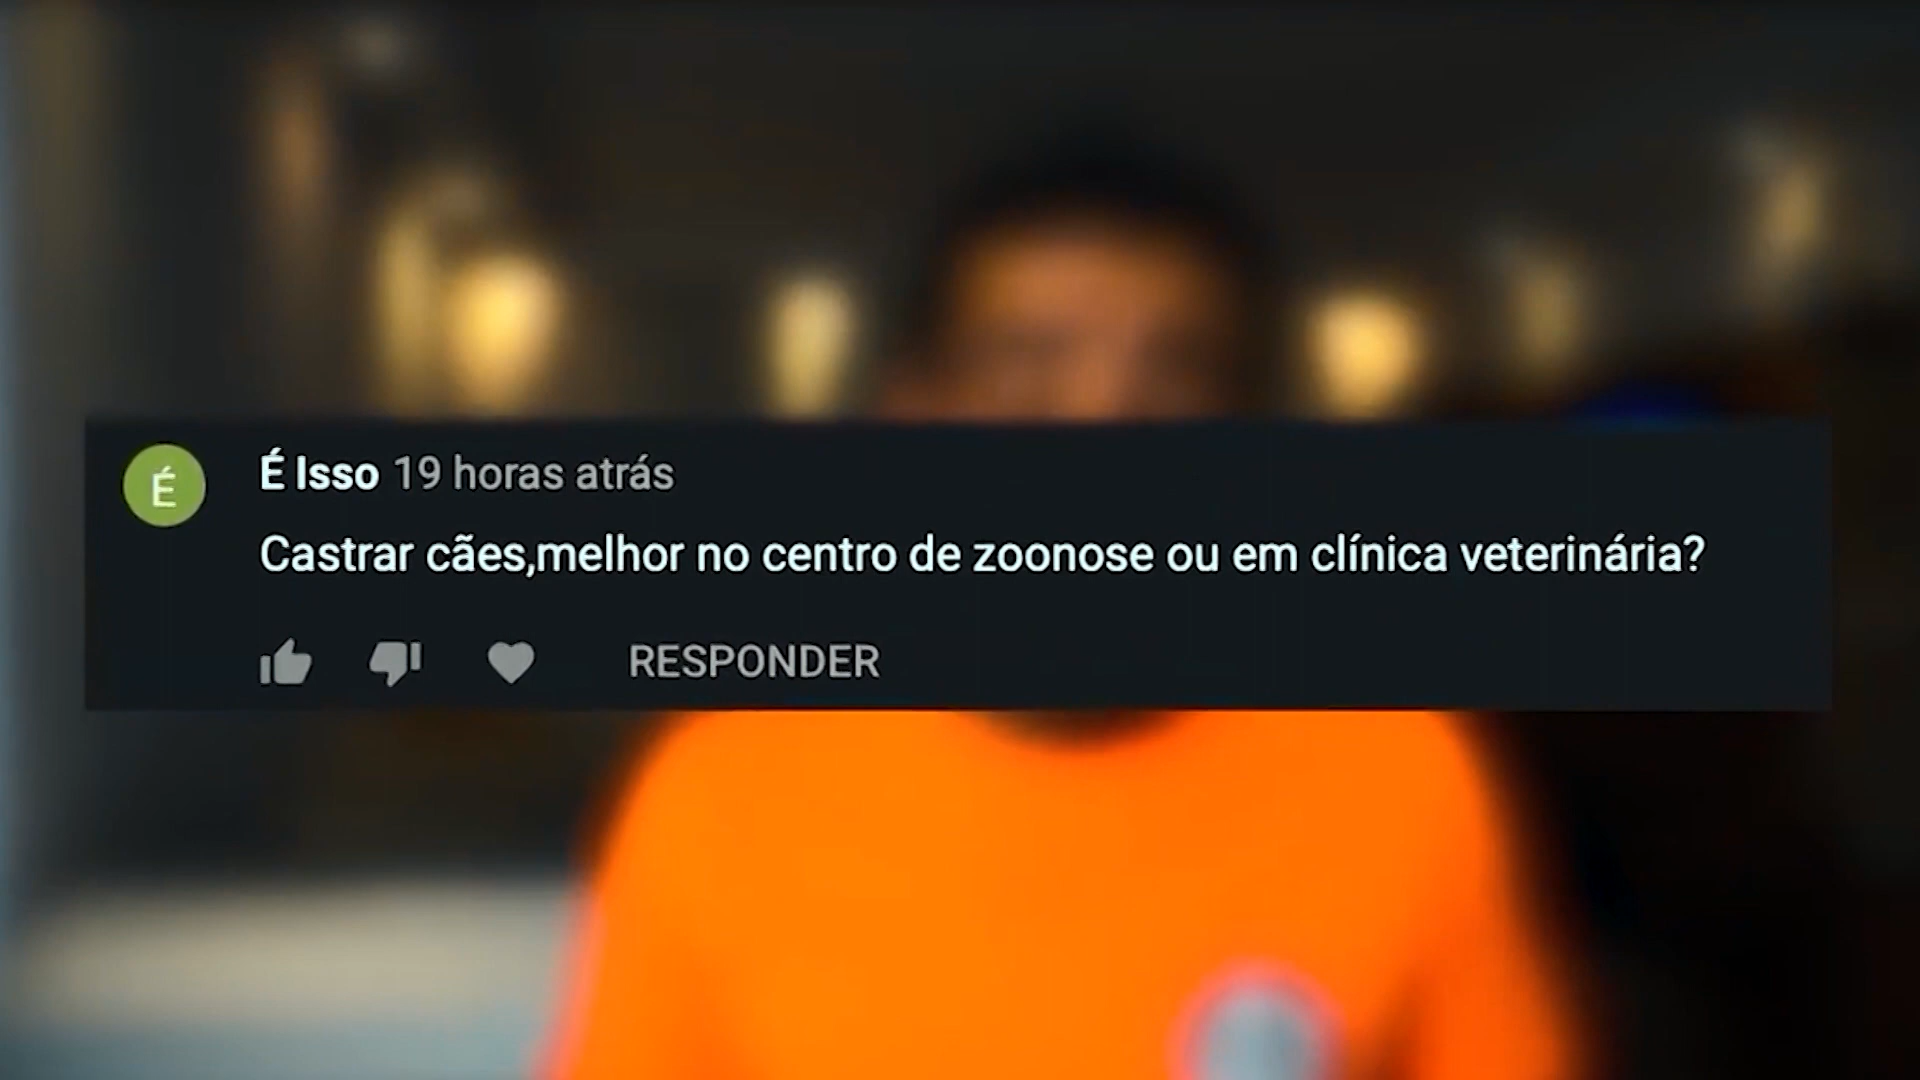 É
É Isso 19 horas atrás
Castrar cães,melhor no centro de zoonose ou em clínica veterinária?
RESPONDER